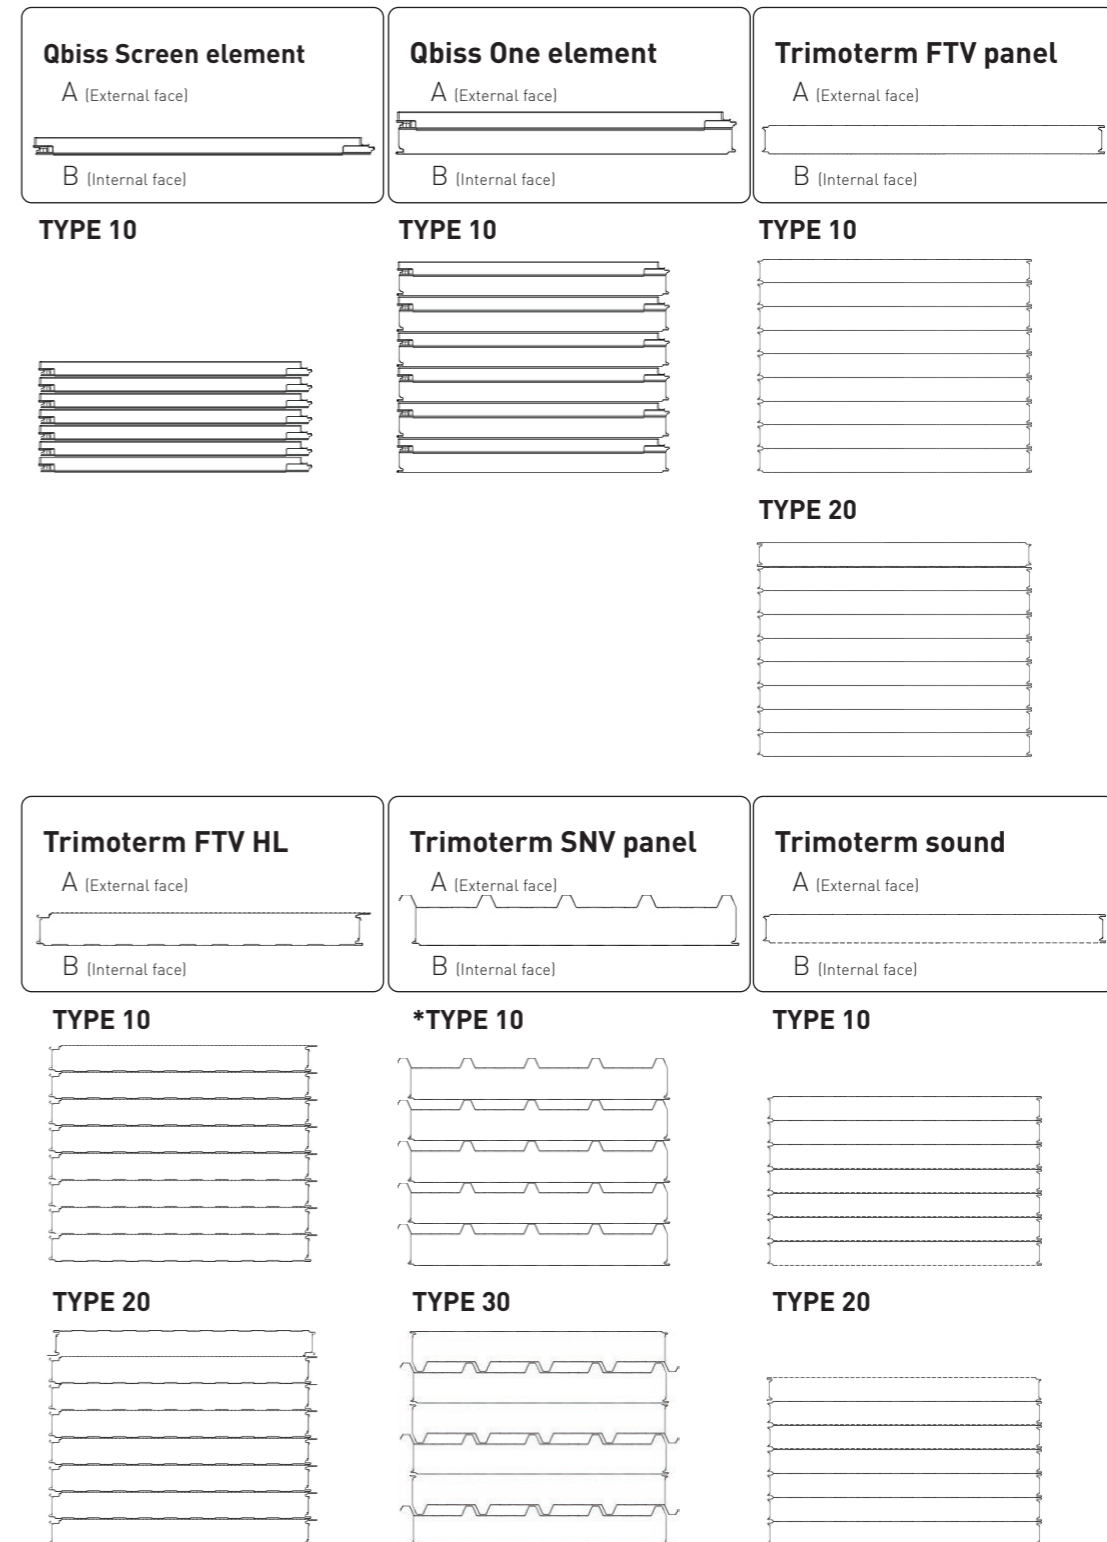 Qbiss Screen element
A (External face)
B (Internal face)
Qbiss One element
A (External face)
B (Internal face)
Trimoterm FTV panel
A (External face)
B (Internal face)
TYPE 10
TYPE 10
TYPE 10
TYPE 20
Trimoterm FTV HL
A (External face)
B (Internal face)
Trimoterm SNV panel
A (External face)
B (Internal face)
Trimoterm sound
A (External face)
B (Internal face)
TYPE 10
*TYPE 10
TYPE 10
TYPE 20
TYPE 30
TYPE 20